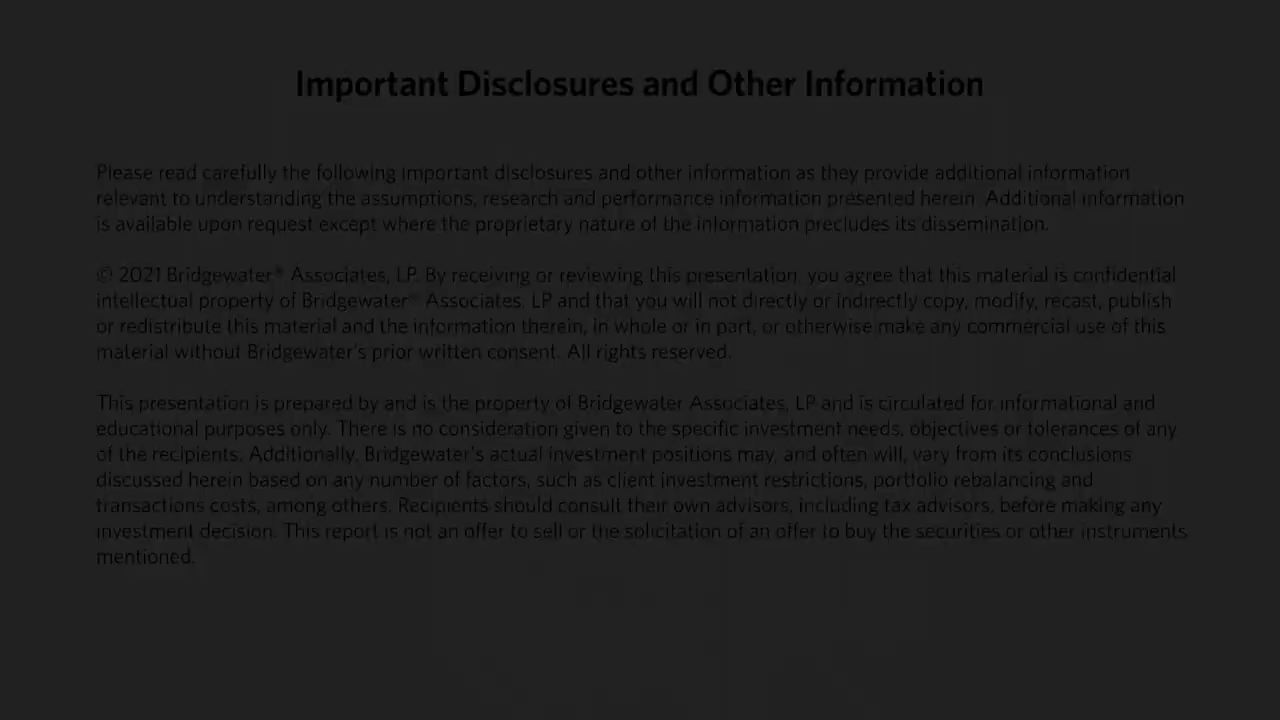 Important Disclosures and Other Information
Please read carefully the following important disclosures and other information as they provide additional information
relevant to understanding the assumptions, research and performance information presented herein. Additional information
is available upon request except where the proprietary nature of the information precludes its dissemination.
© 2021 Bridgewater® Associates, LP. By receiving or reviewing this presentation, you agree that this material is confidential
intellectual property of Bridgewater® Associates, LP and that you will not directly or indirectly copy, modify, recast, publish
or redistribute this material and the information therein, in whole or in part, or otherwise make any commercial use of this
material without Bridgewater's prior written consent. All rights reserved.
This presentation is prepared by and is the property of Bridgewater Associates, LP and is circulated for informational and
educational purposes only. There is no consideration given to the specific investment needs, objectives or tolerances of any
of the recipients. Additionally, Bridgewater's actual investment positions may, and often will, vary from its conclusions
discussed herein based on any number of factors, such as client investment restrictions, portfolio rebalancing and
transactions costs, among others. Recipients should consult their own advisors, including tax advisors, before making any
investment decision. This report is not an offer to sell or the solicitation of an offer to buy the securities or other instruments
mentioned.